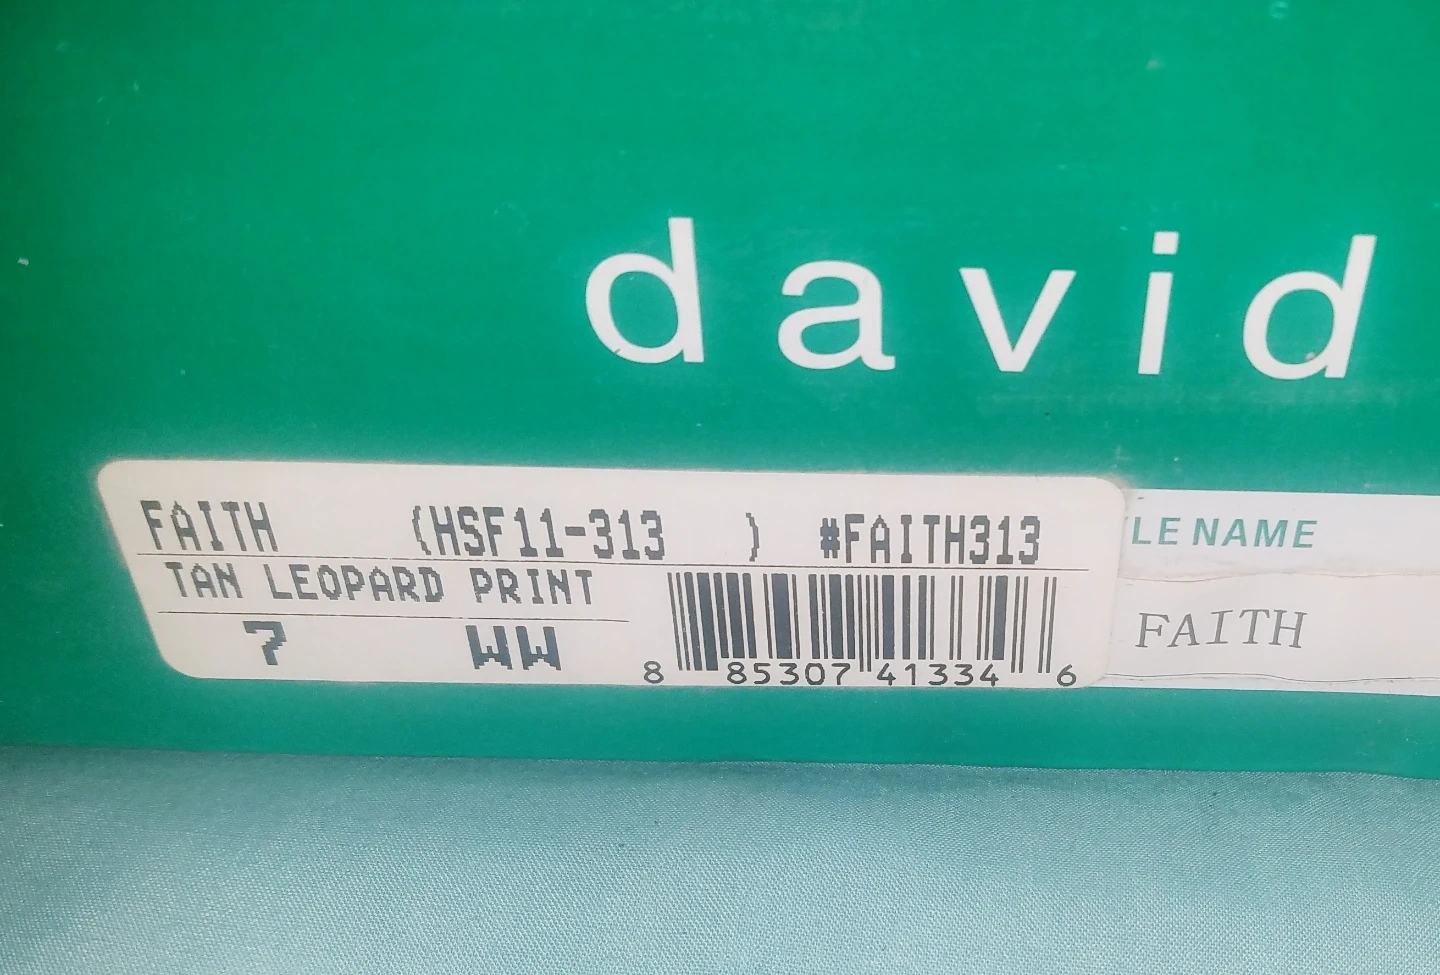 david
FAITH (HSF11-313 ) #FAITH313
TAN LEOPARD PRINT
7 WW
8 85307 41334 6
LE NAME
FAITH